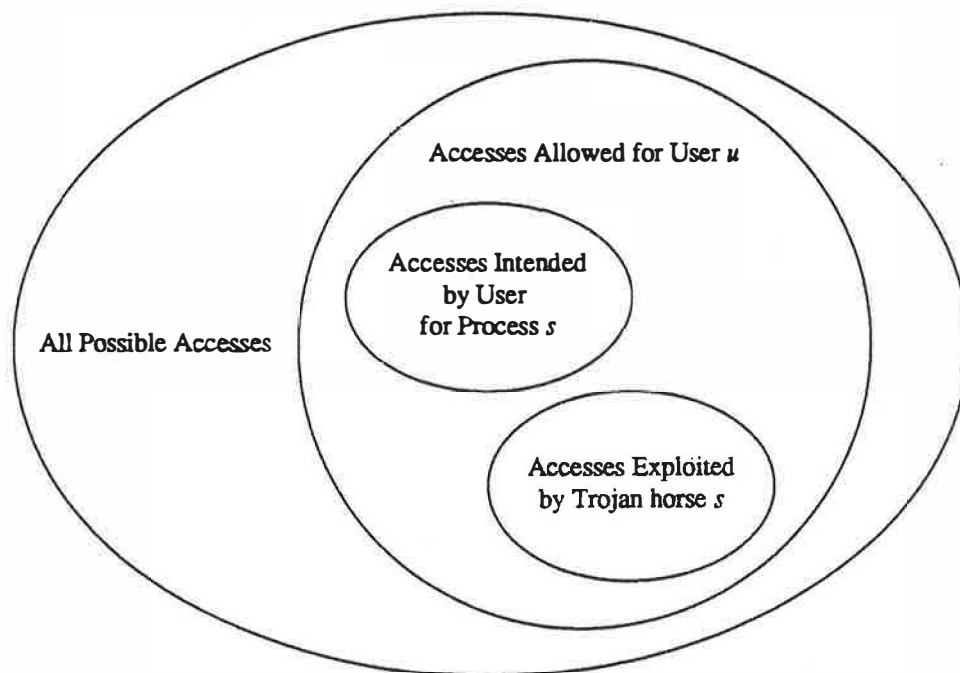 Accesses Allowed for User u
Accesses Intended
by User
for Process s
All Possible Accesses
Accesses Exploited
by Trojan horse s